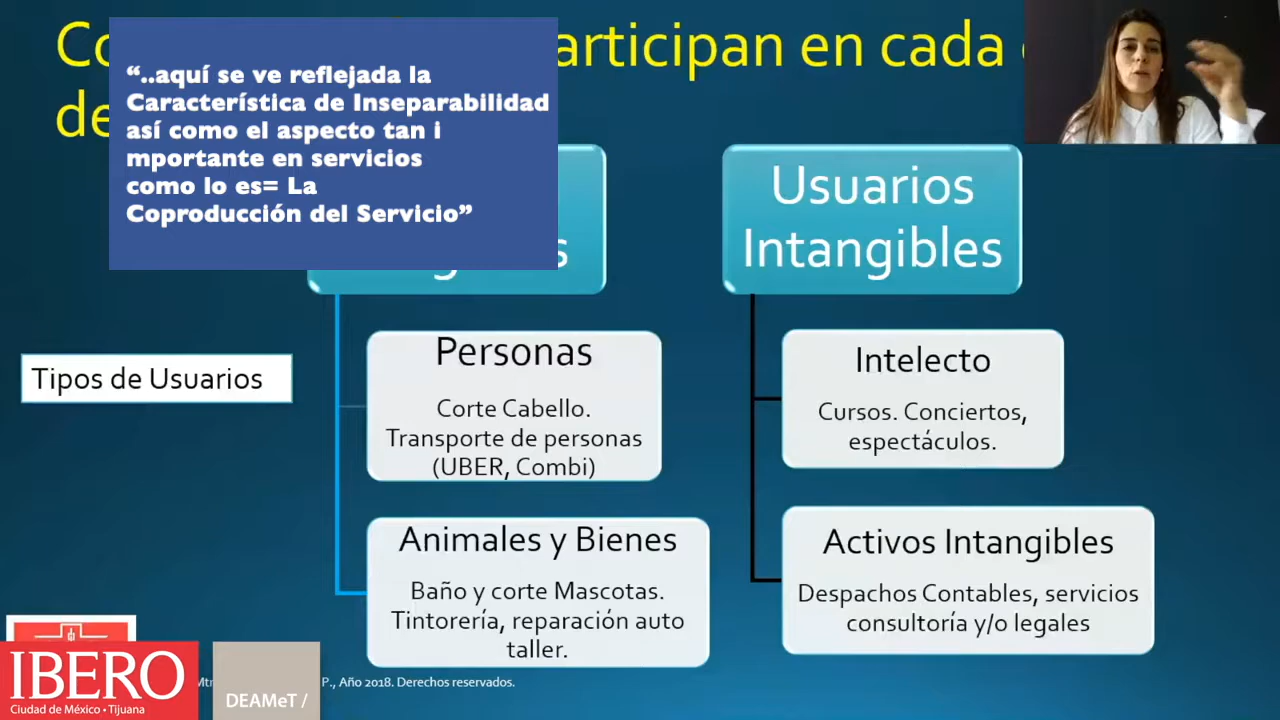 articipan en cada
de
“..aquí se ve reflejada la
Característica de Inseparabilidad
así como el aspecto tan i
mportante en servicios
como lo es= La
Coproducción del Servicio”
Usuarios
Intangibles
Tipos de Usuarios
Personas
Corte Cabello.
Transporte de personas
(UBER, Combi)
Intelecto
Cursos. Conciertos,
espectáculos.
Animales y Bienes
Baño y corte Mascotas.
Tintorería, reparación auto
taller.
Activos Intangibles
Despachos Contables, servicios
consultoría y/o legales
IBERO
Ciudad de México • Tijuana
DEAMeT /
P., Año 2018. Derechos reservados.